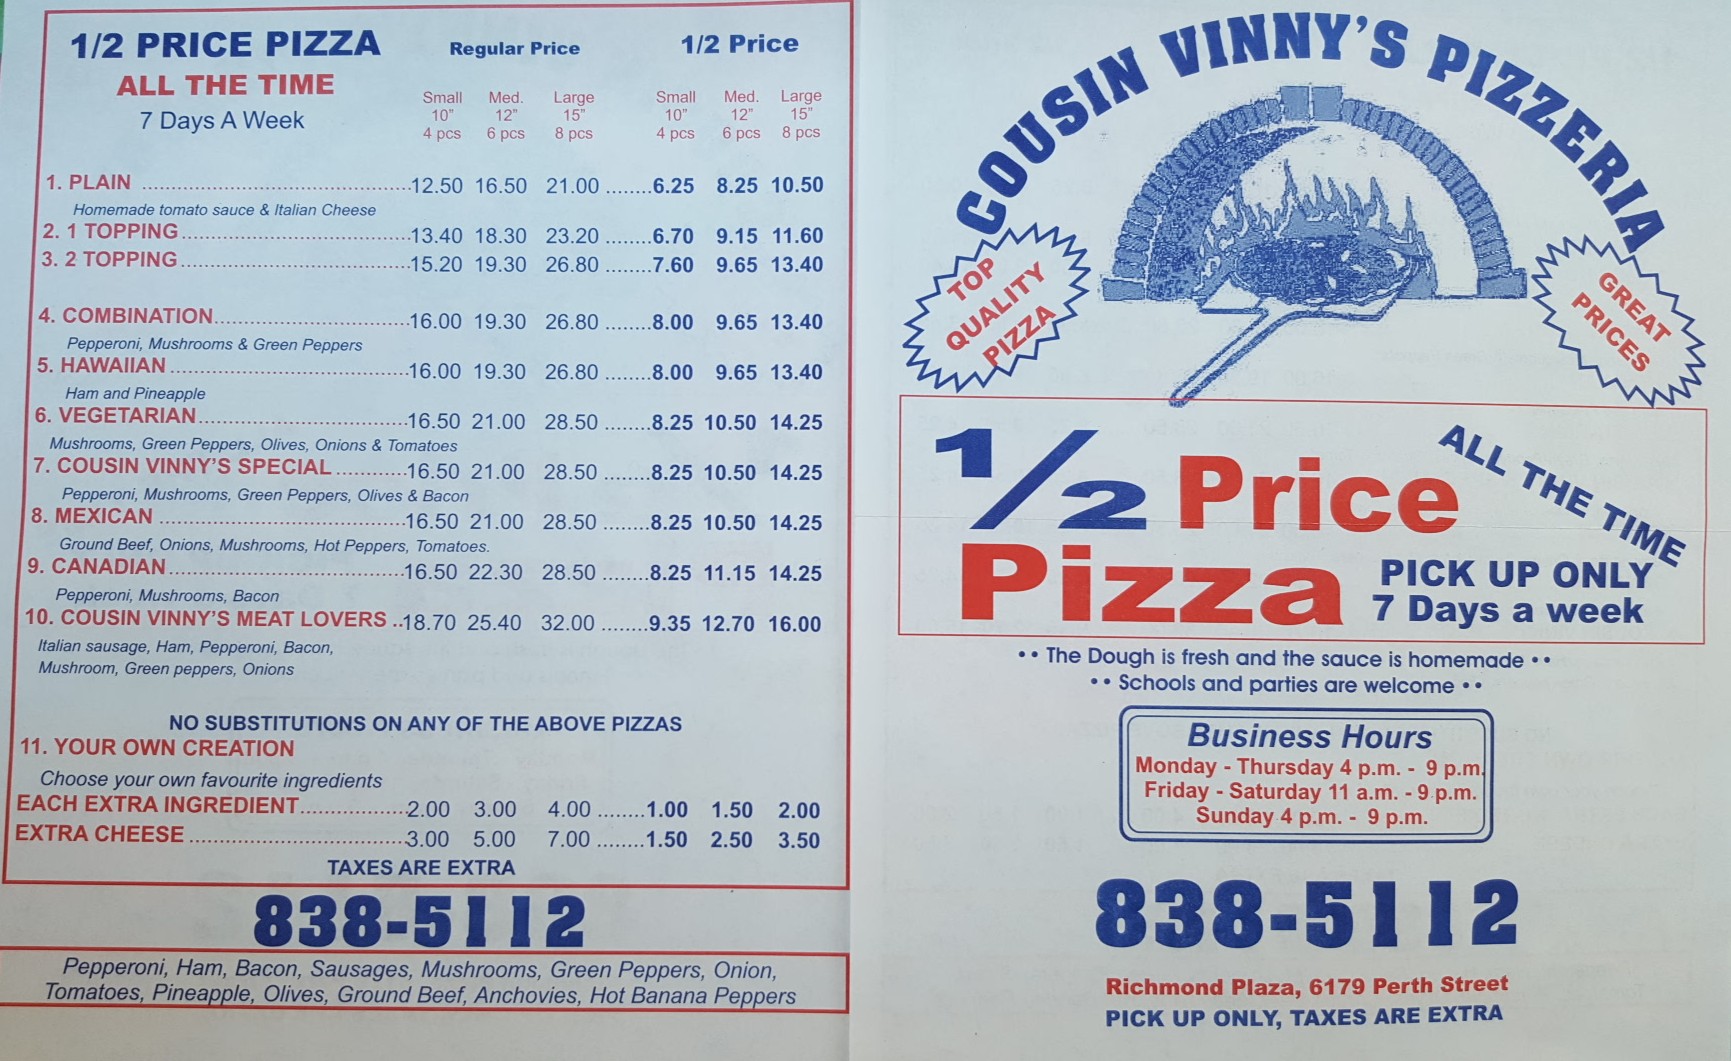 1/2 PRICE PIZZA
ALL THE TIME
7 Days A Week
Regular Price 1/2 Price
Small Med. Large Small Med. Large
10" 12" 15" 10" 12" 15"
4 pcs 6 pcs 8 pcs 4 pcs 6 pcs 8 pcs
1. PLAIN ..........12.50 16.50 21.00 ........6.25 8.25 10.50
Homemade tomato sauce & Italian Cheese
2. 1 TOPPING..........13.40 18.30 23.20 ........6.70 9.15 11.60
3. 2 TOPPING..........15.20 19.30 26.80 ........7.60 9.65 13.40
4. COMBINATION..........16.00 19.30 26.80 ........8.00 9.65 13.40
Pepperoni, Mushrooms & Green Peppers
5. HAWAIIAN ..........16.00 19.30 26.80 ........8.00 9.65 13.40
Ham and Pineapple
6. VEGETARIAN..........16.50 21.00 28.50 ........8.25 10.50 14.25
Mushrooms, Green Peppers, Olives, Onions & Tomatoes
7. COUSIN VINNY'S SPECIAL ..........16.50 21.00 28.50 ........8.25 10.50 14.25
Pepperoni, Mushrooms, Green Peppers, Olives & Bacon
8. MEXICAN ..........16.50 21.00 28.50 ........8.25 10.50 14.25
Ground Beef, Onions, Mushrooms, Hot Peppers, Tomatoes.
9. CANADIAN..........16.50 22.30 28.50 ........8.25 11.15 14.25
Pepperoni, Mushrooms, Bacon
10. COUSIN VINNY'S MEAT LOVERS ..18.70 25.40 32.00 ........9.35 12.70 16.00
Italian sausage, Ham, Pepperoni, Bacon,
Mushroom, Green peppers, Onions
NO SUBSTITUTIONS ON ANY OF THE ABOVE PIZZAS
11. YOUR OWN CREATION
Choose your own favourite ingredients
EACH EXTRA INGREDIENT..........2.00 3.00 4.00 ........1.00 1.50 2.00
EXTRA CHEESE ..........3.00 5.00 7.00 ........1.50 2.50 3.50
TAXES ARE EXTRA
838-5112
Pepperoni, Ham, Bacon, Sausages, Mushrooms, Green Peppers, Onion,
Tomatoes, Pineapple, Olives, Ground Beef, Anchovies, Hot Banana Peppers
COUSIN VINNY'S PIZZERIA
TOP
QUALITY
PIZZA
GREAT
PRICES
1/2 Price
Pizza
ALL THE TIME
PICK UP ONLY
7 Days a week
•• The Dough is fresh and the sauce is homemade ••
•• Schools and parties are welcome ••
Business Hours
Monday - Thursday 4 p.m. - 9 p.m.
Friday - Saturday 11 a.m. - 9 p.m.
Sunday 4 p.m. - 9 p.m.
838-5112
Richmond Plaza, 6179 Perth Street
PICK UP ONLY, TAXES ARE EXTRA